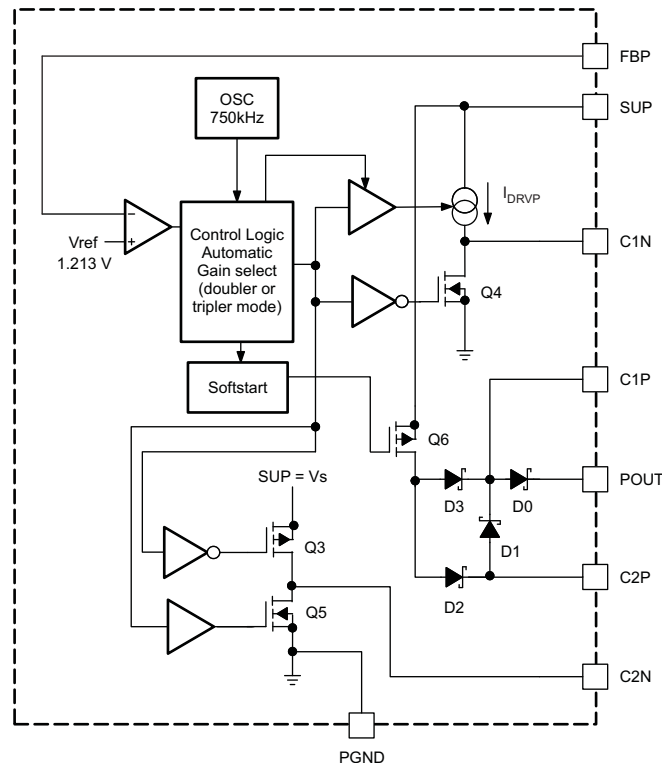 FBP
OSC
750kHz
SUP
I_DRVP
Vref
1.213 V
−
+
Control Logic
Automatic
Gain select
(doubler or
tripler mode)
C1N
Q4
Softstart
C1P
Q6
SUP = Vs
POUT
D3
D0
Q3
D1
D2
C2P
Q5
C2N
PGND